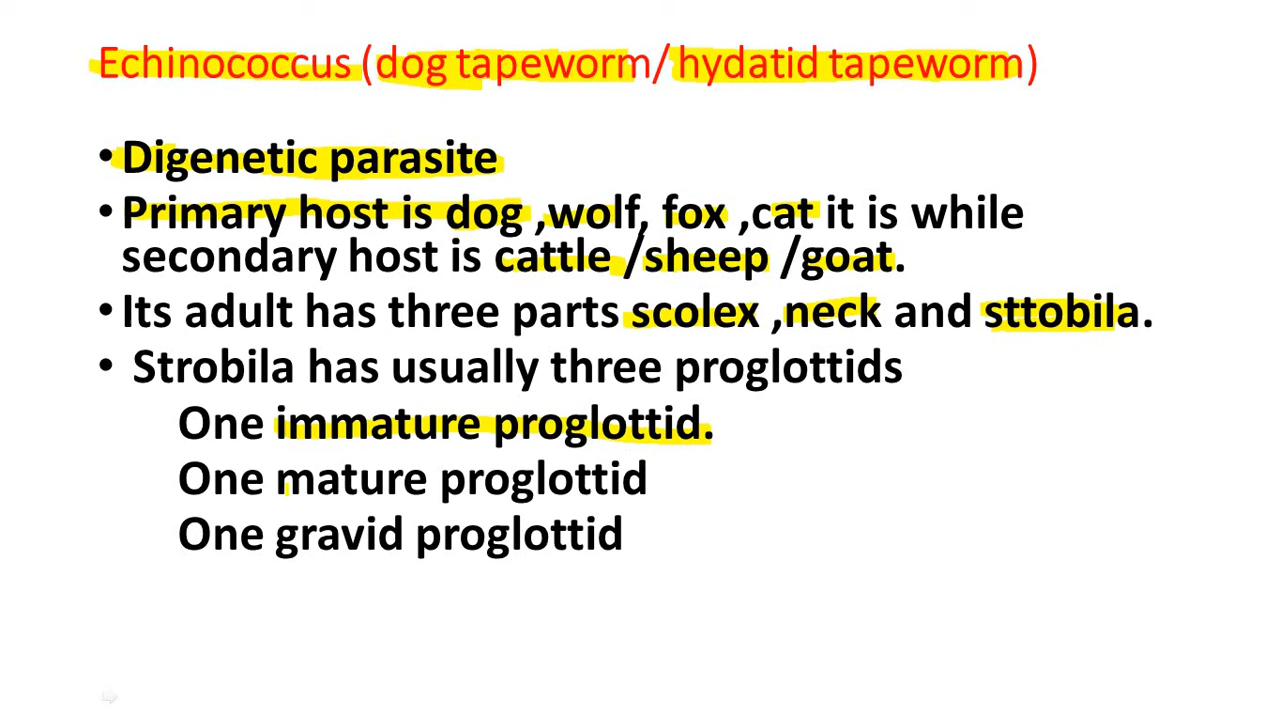 Echinococcus (dog tapeworm/ hydatid tapeworm)
•Digenetic parasite
•Primary host is dog ,wolf, fox ,cat it is while
secondary host is cattle /sheep /goat.
•Its adult has three parts scolex ,neck and sttobila.
• Strobila has usually three proglottids
One immature proglottid.
One mature proglottid
One gravid proglottid